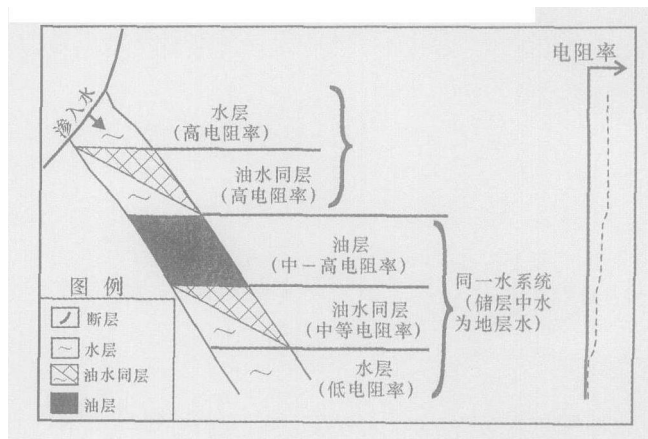 电阻率
渗入水
水层
(高电阻率)
油水同层
(高电阻率)
油层
(中－高电阻率)
同一水系统
(储层中水
为地层水)
油水同层
(中等电阻率)
水层
(低电阻率)
图 例
断层
水层
油水同层
油层